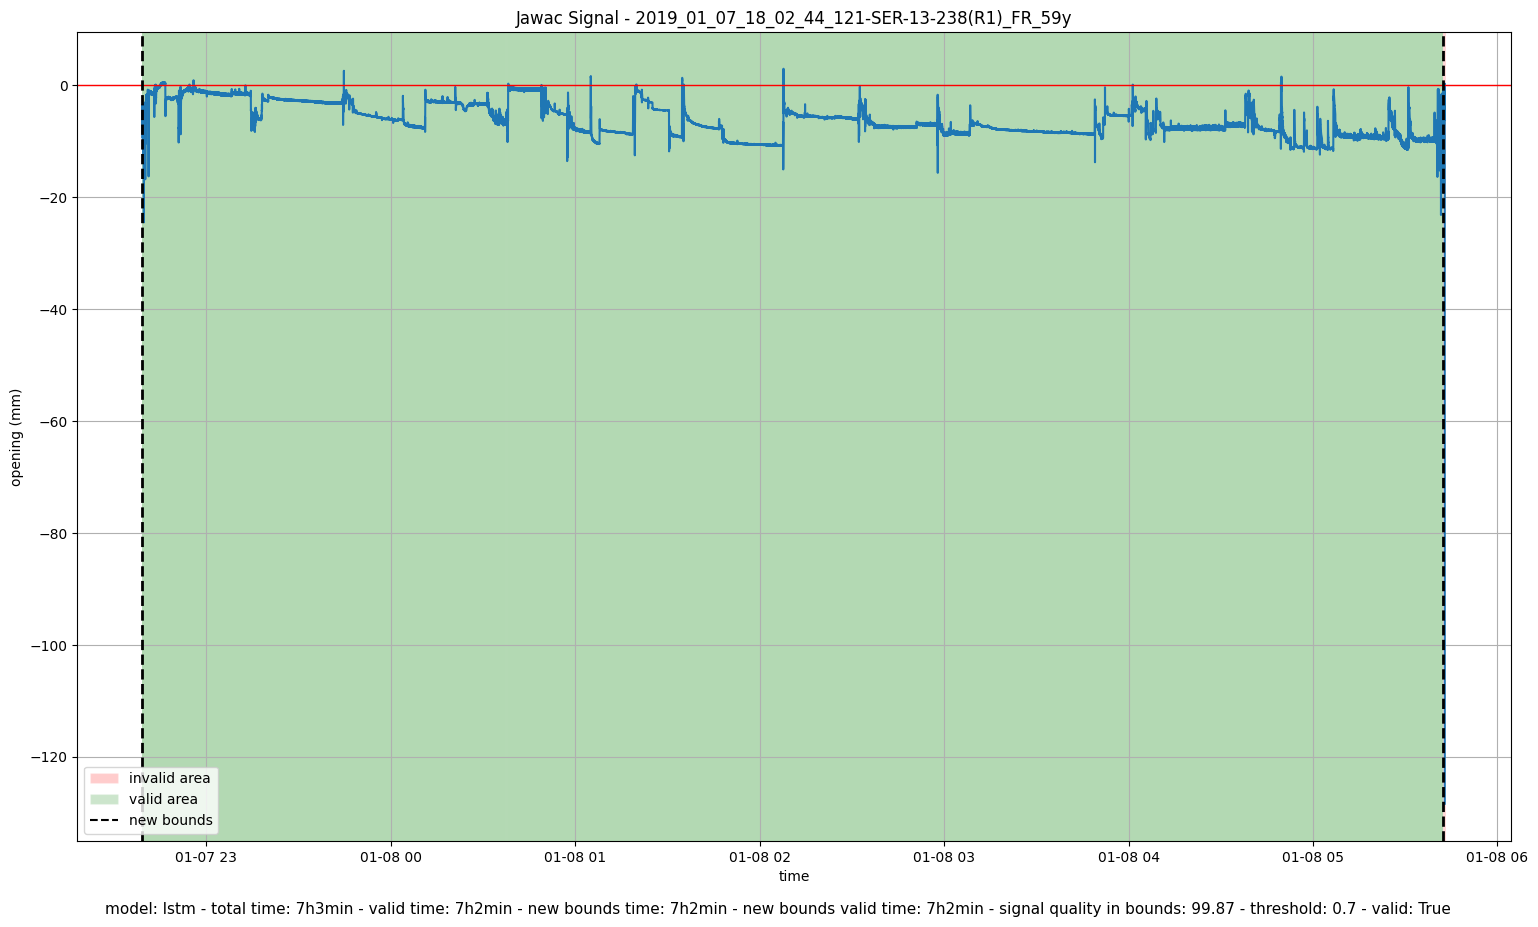 Jawac Signal - 2019_01_07_18_02_44_121-SER-13-238(R1)_FR_59y
opening (mm)
0
−20
−40
−60
−80
−100
−120
invalid area
valid area
new bounds
01-07 23 01-08 00 01-08 01 01-08 02 01-08 03 01-08 04 01-08 05 01-08 06
time
model: lstm - total time: 7h3min - valid time: 7h2min - new bounds time: 7h2min - new bounds valid time: 7h2min - signal quality in bounds: 99.87 - threshold: 0.7 - valid: True